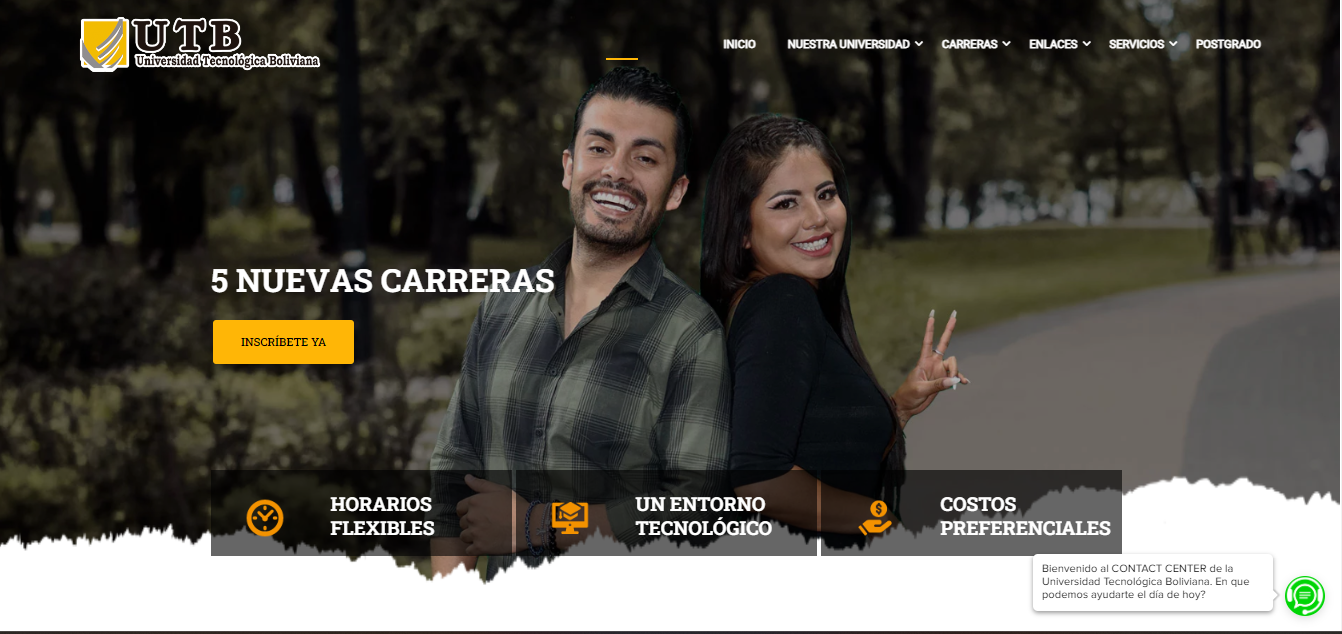 UTB
Universidad Tecnológica Boliviana
INICIO NUESTRA UNIVERSIDAD CARRERAS ENLACES SERVICIOS POSTGRADO
5 NUEVAS CARRERAS
INSCRÍBETE YA
HORARIOS
FLEXIBLES
UN ENTORNO
TECNOLÓGICO
COSTOS
PREFERENCIALES
Bienvenido al CONTACT CENTER de la
Universidad Tecnológica Boliviana. En que
podemos ayudarte el día de hoy?